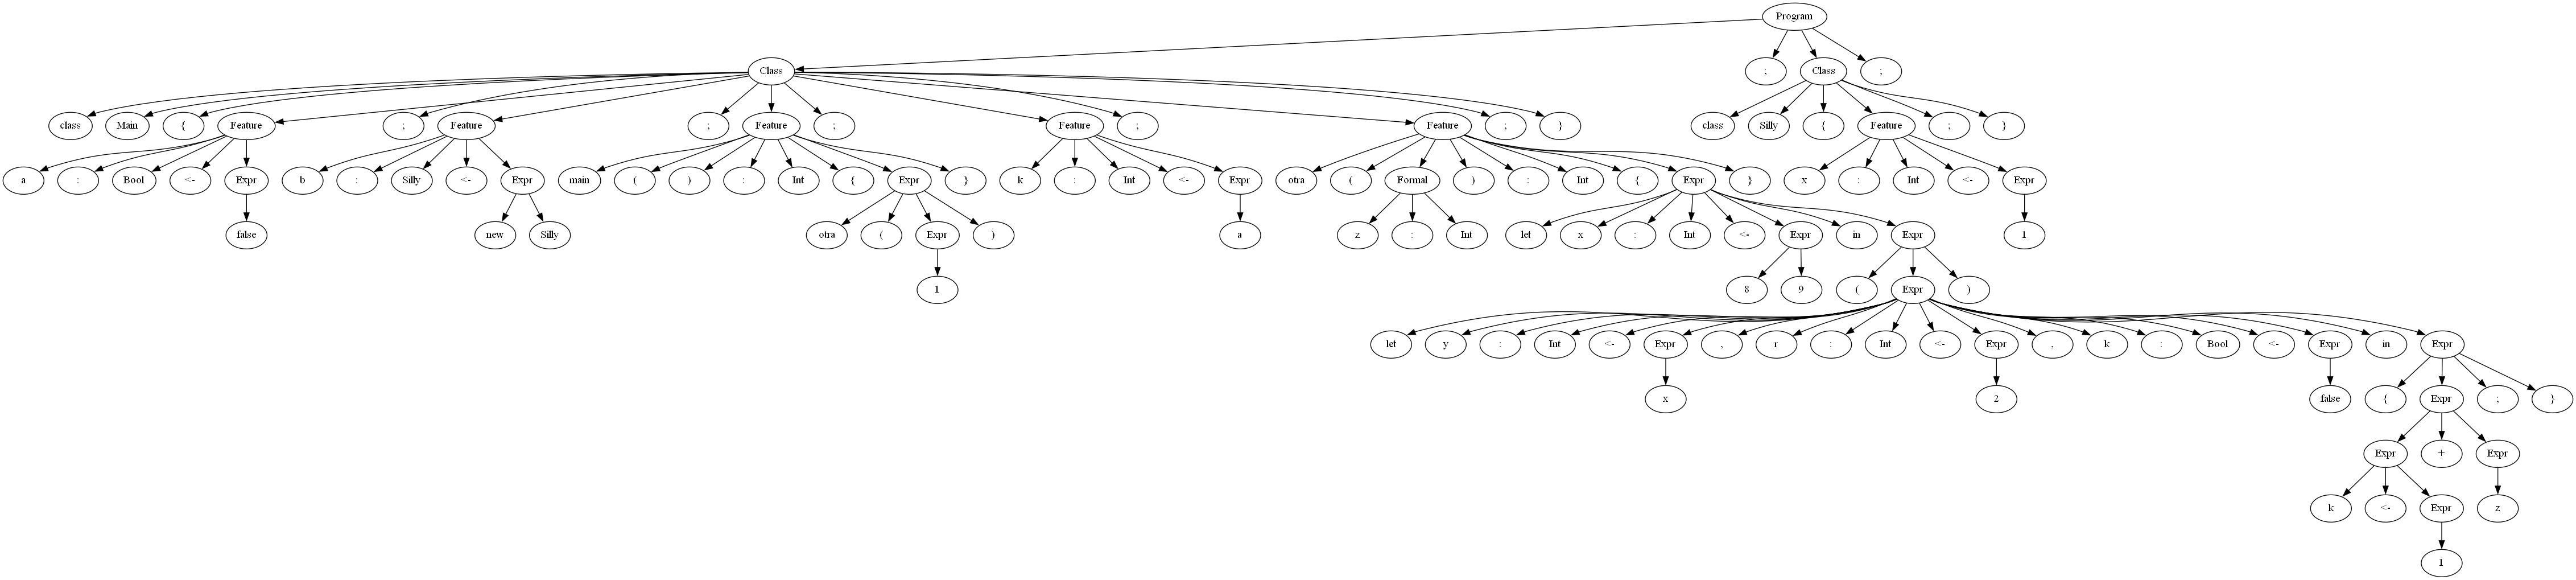 Program
Class ; Class ;
class Main { Feature ; Feature ; Feature ; Feature ; Feature ; } class Silly { Feature ; }
a : Bool <- Expr b : Silly <- Expr main ( ) : Int { Expr } k : Int <- Expr otra ( Formal ) : Int { Expr } x : Int <- Expr
false new Silly otra ( Expr ) a z : Int let x : Int <- Expr in Expr 1
1 8 9 ( Expr )
let y : Int <- Expr , r : Int <- Expr , k : Bool <- Expr in Expr
x 2 false { Expr ; }
Expr + Expr
k <- Expr z
1